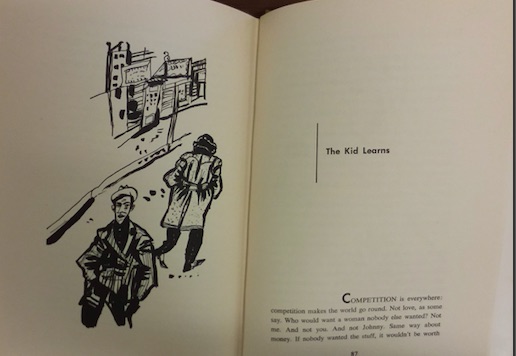 The Kid Learns
COMPETITION is everywhere:
competition makes the world go round. Not love, as some
say. Who would want a woman nobody else wanted? Not
me. And not you. And not Johnny. Same way about
money. If nobody wanted the stuff, it wouldn't be worth
87